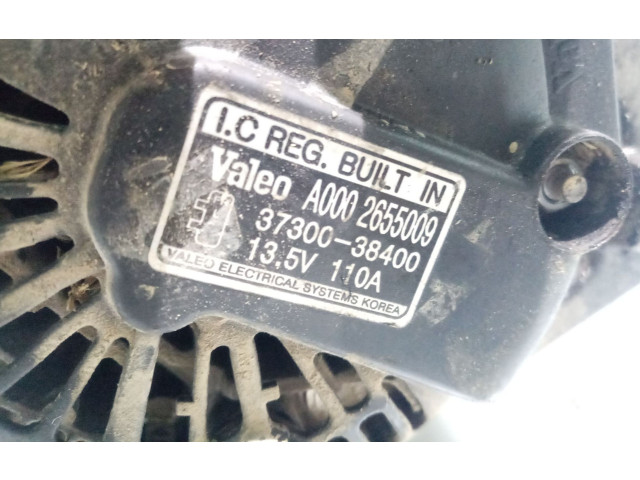 I.C REG. BUILT IN
Valeo A000 2655009
37300-38400
13.5V 110A
VALEO ELECTRICAL SYSTEMS KOREA